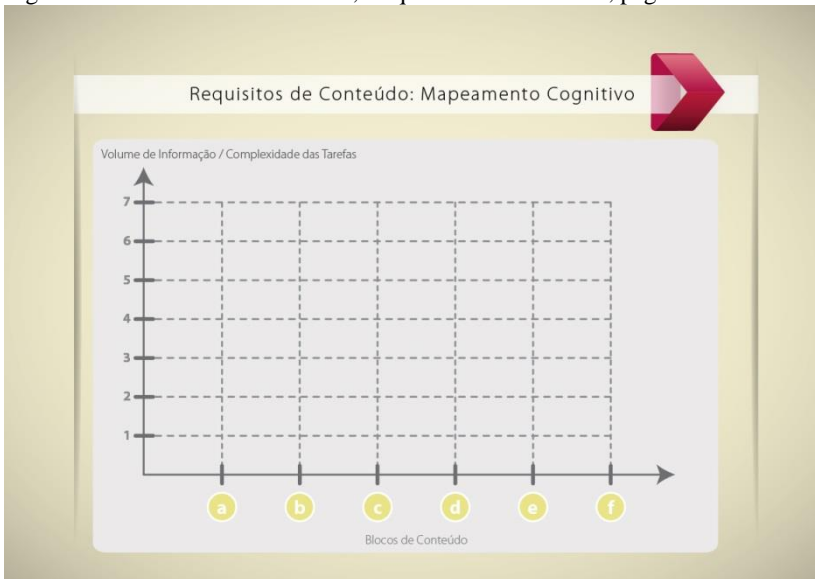 Requisitos de Conteúdo: Mapeamento Cognitivo
Volume de Informação / Complexidade das Tarefas
7
6
5
4
3
2
1
a b c d e f
Blocos de Conteúdo